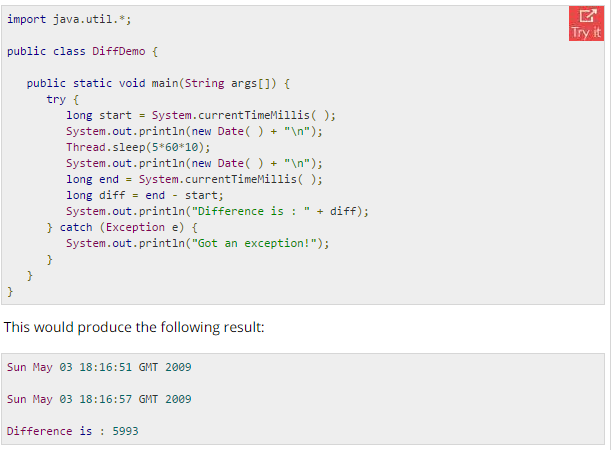 import java.util.*;
Try it
public class DiffDemo {
public static void main(String args[]) {
try {
long start = System.currentTimeMillis( );
System.out.println(new Date( ) + "\n");
Thread.sleep(5*60*10);
System.out.println(new Date( ) + "\n");
long end = System.currentTimeMillis( );
long diff = end - start;
System.out.println("Difference is : " + diff);
} catch (Exception e) {
System.out.println("Got an exception!");
}
}
}
This would produce the following result:
Sun May 03 18:16:51 GMT 2009
Sun May 03 18:16:57 GMT 2009
Difference is : 5993